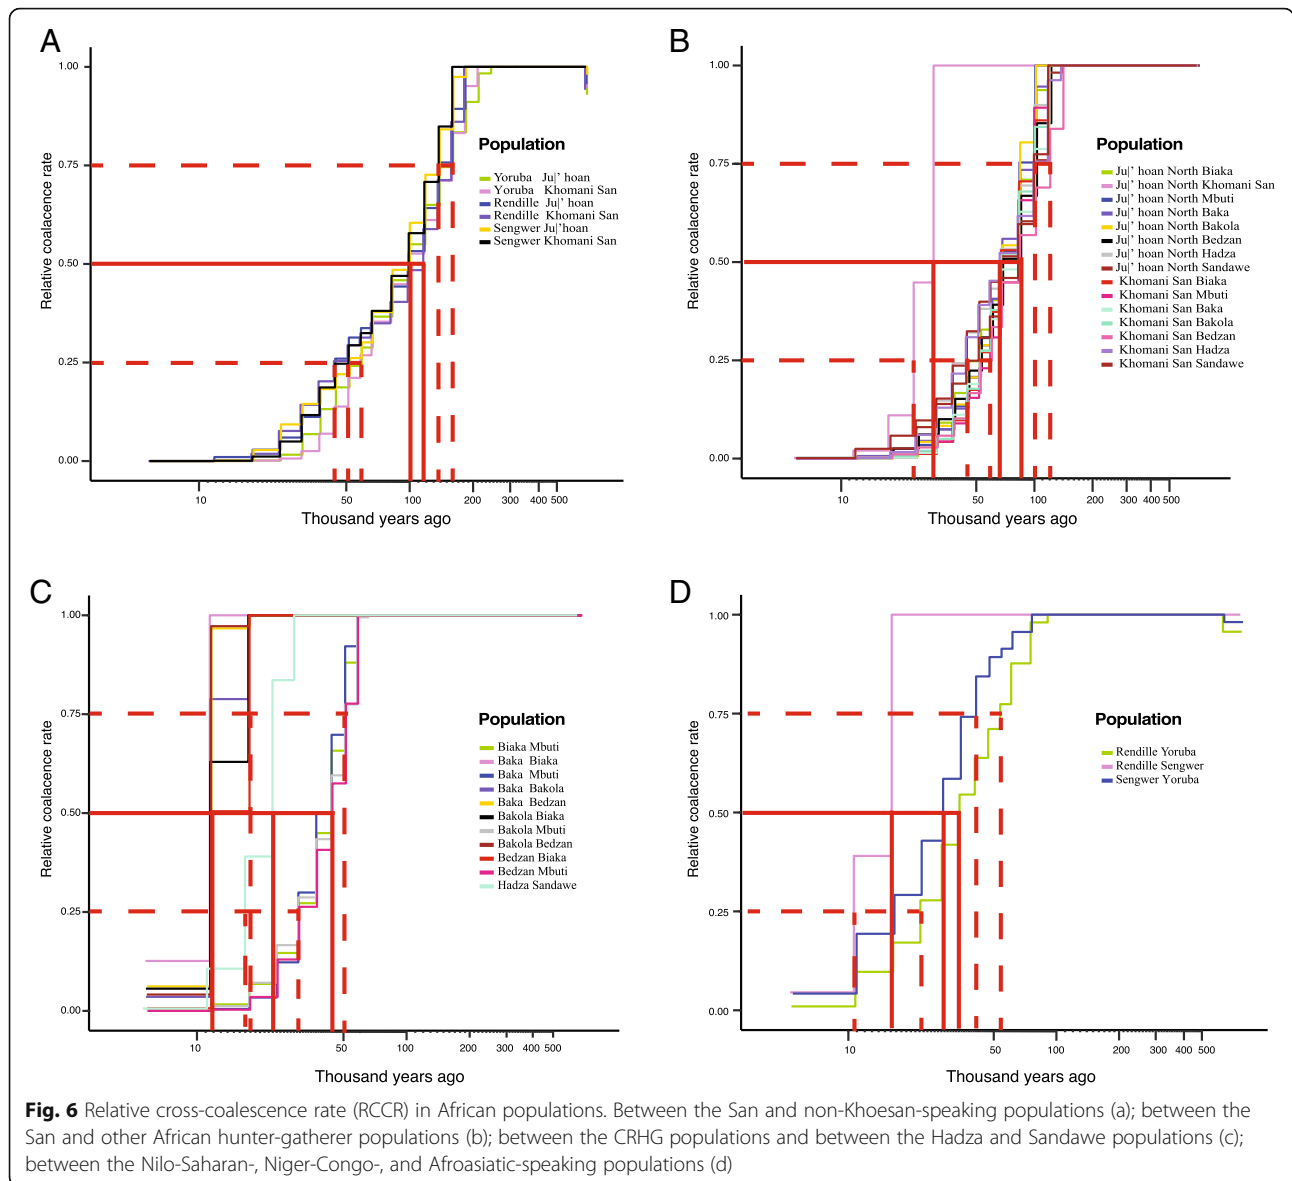 A
1.00
0.75
0.50
0.25
0.00
Relative coalacence rate
Population
Yoruba Ju|' hoan
Yoruba Khomani San
Rendille Ju|' hoan
Rendille Khomani San
Sengwer Ju|'hoan
Sengwer Khomani San
10 50 100 200 300 400 500
Thousand years ago
B
1.00
0.75
0.50
0.25
0.00
Relative coalacence rate
Population
Ju|' hoan North Biaka
Ju|' hoan North Khomani San
Ju|' hoan North Mbuti
Ju|' hoan North Baka
Ju|' hoan North Bakola
Ju|' hoan North Bedzan
Ju|' hoan North Hadza
Ju|' hoan North Sandawe
Khomani San Biaka
Khomani San Mbuti
Khomani San Baka
Khomani San Bakola
Khomani San Bedzan
Khomani San Hadza
Khomani San Sandawe
10 50 100 200 300 400 500
Thousand years ago
C
1.00
0.75
0.50
0.25
0.00
Relative coalacence rate
Population
Biaka Mbuti
Baka Biaka
Baka Mbuti
Baka Bakola
Baka Bedzan
Bakola Biaka
Bakola Mbuti
Bakola Bedzan
Bedzan Biaka
Bedzan Mbuti
Hadza Sandawe
10 50 100 200 300 400 500
Thousand years ago
D
1.00
0.75
0.50
0.25
0.00
Relative coalacence rate
Population
Rendille Yoruba
Rendille Sengwer
Sengwer Yoruba
10 50 100 200 300 400 500
Thousand years ago
Fig. 6 Relative cross-coalescence rate (RCCR) in African populations. Between the San and non-Khoesan-speaking populations (a); between the
San and other African hunter-gatherer populations (b); between the CRHG populations and between the Hadza and Sandawe populations (c);
between the Nilo-Saharan-, Niger-Congo-, and Afroasiatic-speaking populations (d)